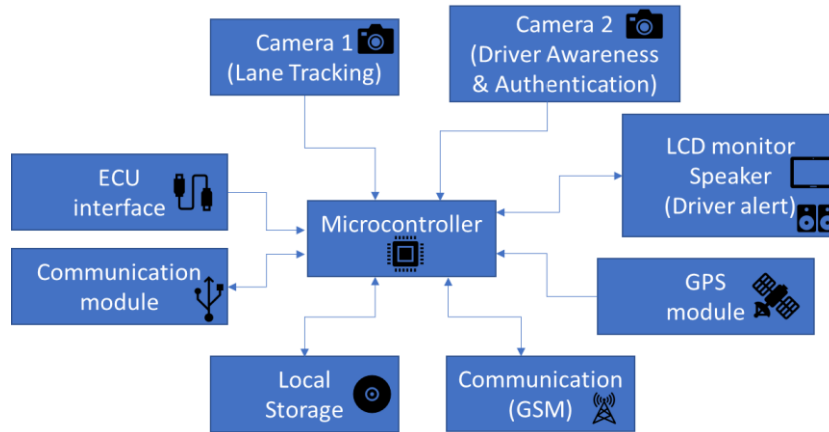 Camera 1
(Lane Tracking)
Camera 2
(Driver Awareness
& Authentication)
ECU
interface
LCD monitor
Speaker
(Driver alert)
Microcontroller
Communication
module
GPS
module
Local
Storage
Communication
(GSM)